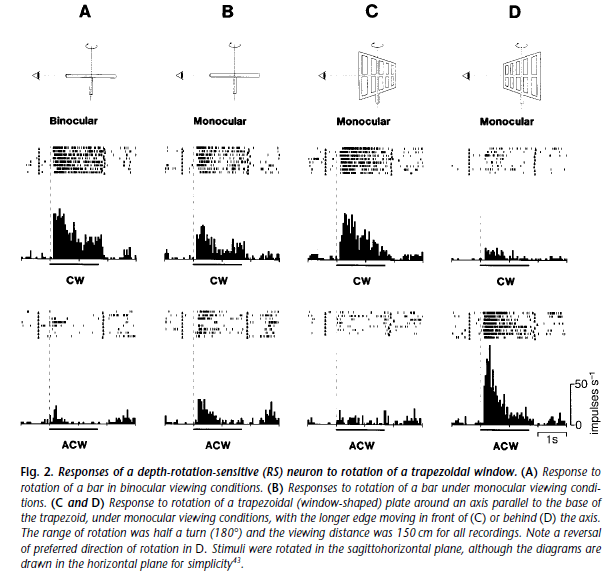 A B C D
Binocular Monocular Monocular Monocular
CW CW CW CW
50
impulses s⁻¹
0
1s
ACW ACW ACW ACW
Fig. 2. Responses of a depth-rotation-sensitive (RS) neuron to rotation of a trapezoidal window. (A) Response to
rotation of a bar in binocular viewing conditions. (B) Responses to rotation of a bar under monocular viewing condi-
tions. (C and D) Response to rotation of a trapezoidal (window-shaped) plate around an axis parallel to the base of
the trapezoid, under monocular viewing conditions, with the longer edge moving in front of (C) or behind (D) the axis.
The range of rotation was half a turn (180°) and the viewing distance was 150 cm for all recordings. Note a reversal
of preferred direction of rotation in D. Stimuli were rotated in the sagittohorizontal plane, although the diagrams are
drawn in the horizontal plane for simplicity⁴³.